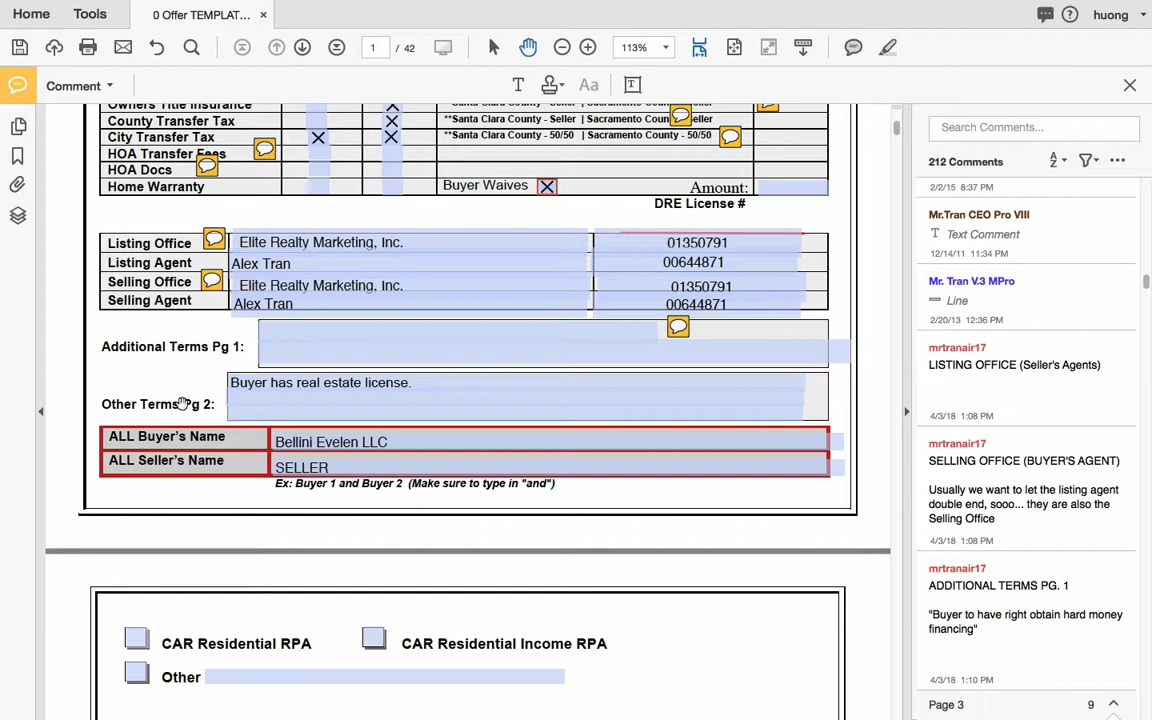 Home Tools 0 Offer TEMPLAT... × huong
1 / 42 113%
Comment Aa
Owners Title Insurance
County Transfer Tax **Santa Clara County - Seller | Sacramento County - Seller
City Transfer Tax **Santa Clara County - 50/50 | Sacramento County - 50/50
HOA Transfer Fees
HOA Docs
Home Warranty Buyer Waives Amount:
DRE License #
Listing Office Elite Realty Marketing, Inc. 01350791
Listing Agent Alex Tran 00644871
Selling Office Elite Realty Marketing, Inc. 01350791
Selling Agent Alex Tran 00644871
Additional Terms Pg 1:
Buyer has real estate license.
Other Terms Pg 2:
ALL Buyer's Name Bellini Evelen LLC
ALL Seller's Name SELLER
Ex: Buyer 1 and Buyer 2 (Make sure to type in "and")
CAR Residential RPA CAR Residential Income RPA
Other
Search Comments...
212 Comments
2/2/15 8:37 PM
Mr.Tran CEO Pro VIII
Text Comment
12/14/11 11:34 PM
Mr. Tran V.3 MPro
Line
2/20/13 12:36 PM
mrtranair17
LISTING OFFICE (Seller's Agents)
4/3/18 1:08 PM
mrtranair17
SELLING OFFICE (BUYER'S AGENT)
Usually we want to let the listing agent
double end, sooo... they are also the
Selling Office
4/3/18 1:08 PM
mrtranair17
ADDITIONAL TERMS PG. 1
"Buyer to have right obtain hard money
financing"
4/3/18 1:10 PM
Page 3 9